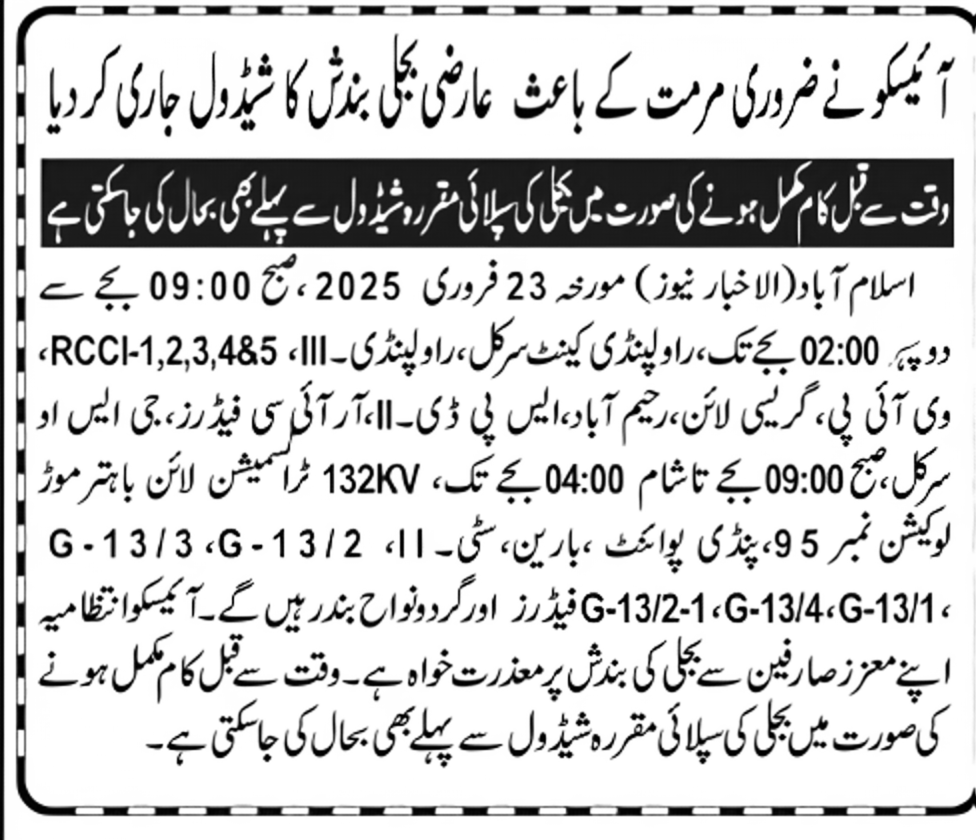 آئیسکو نے ضروری مرمت کے باعث عارضی بجلی بندش کا شیڈول جاری کر دیا
وقت سے قبل کام مکمل ہونے کی صورت میں بجلی کی سپلائی مقررہ شیڈول سے پہلے بھی بحال کی جاسکتی ہے
اسلام آباد(الاخبار نیوز) مورخہ 23 فروری 2025،صبح 09:00 بجے سے
دوپہر 02:00 بجے تک،راولپنڈی کینٹ سرکل،راولپنڈی۔III، RCCI-1,2,3,4&5،
وی آئی پی، گریسی لائن،رحیم آباد،ایس پی ڈی۔II،آر آئی سی فیڈرز،جی ایس او
سرکل،صبح 09:00 بجے تا شام 04:00 بجے تک، 132KV ٹرانسمیشن لائن باہتر موڑ
لوکیشن نمبر 95،پنڈی پوائنٹ ،بارین،سٹی۔II، G-13/2، G-13/3
،G-13/1،G-13/4،G-13/2-1 فیڈرز اور گردونواح بند رہیں گے۔آئیسکو انتظامیہ
اپنے معزز صارفین سے بجلی کی بندش پر معذرت خواہ ہے۔وقت سے قبل کام مکمل ہونے
کی صورت میں بجلی کی سپلائی مقررہ شیڈول سے پہلے بھی بحال کی جاسکتی ہے۔